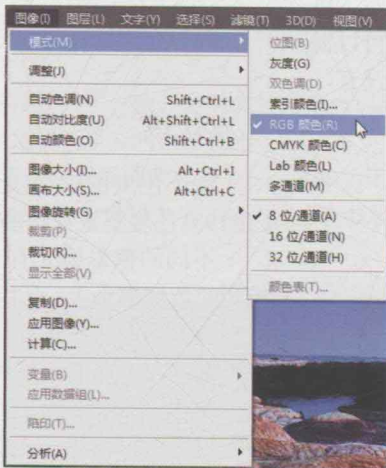 图像(I) 图层(L) 文字(Y) 选择(S) 滤镜(T) 3D(D) 视图(V)
模式(M)
调整(J)
自动色调(N) Shift+Ctrl+L
自动对比度(U) Alt+Shift+Ctrl+L
自动颜色(O) Shift+Ctrl+B
图像大小(I)... Alt+Ctrl+I
画布大小(S)... Alt+Ctrl+C
图像旋转(G)
裁剪(P)
裁切(R)...
显示全部(V)
复制(D)...
应用图像(Y)...
计算(C)...
变量(B)
应用数据组(L)...
陷印(T)...
分析(A)
位图(B)
灰度(G)
双色调(D)
索引颜色(I)...
✓ RGB 颜色(R)
CMYK 颜色(C)
Lab 颜色(L)
多通道(M)
✓ 8 位/通道(A)
16 位/通道(N)
32 位/通道(H)
颜色表(T)...